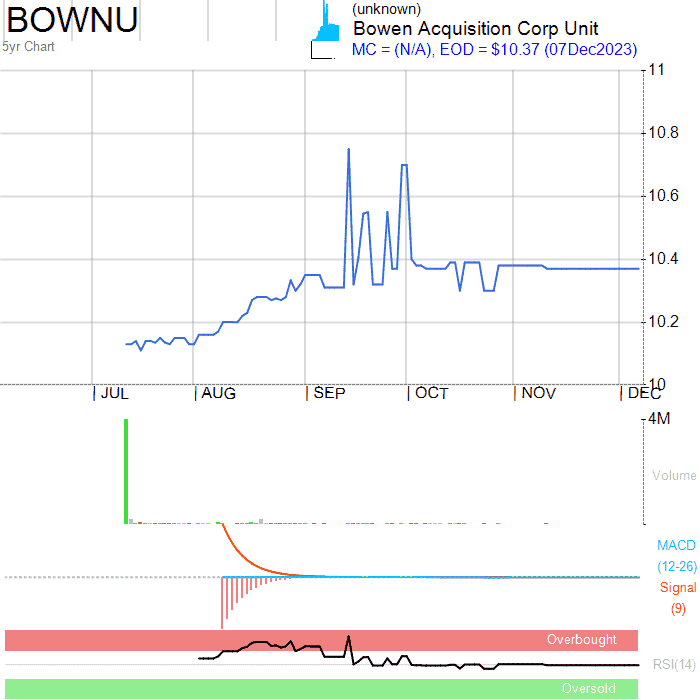 BOWNU
5yr Chart
(unknown)
Bowen Acquisition Corp Unit
MC = (N/A), EOD = $10.37 (07Dec2023)
11
10.8
10.6
10.4
10.2
10
JUL AUG SEP OCT NOV DEC
4M
Volume
MACD
(12-26)
Signal
(9)
Overbought
RSI(14)
Oversold